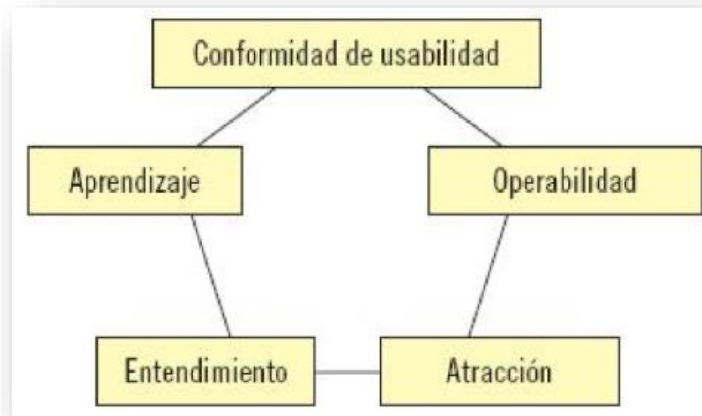 Conformidad de usabilidad
Aprendizaje
Operabilidad
Entendimiento
Atracción